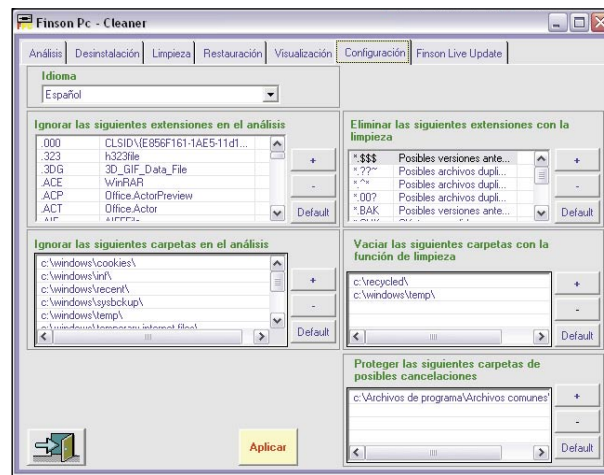 Finson Pc - Cleaner
Análisis Desinstalación Limpieza Restauración Visualización Configuración Finson Live Update
Idioma
Español
Ignorar las siguientes extensiones en el análisis
.000 CLSID\{E856F161-1AE5-11d1...
.323 h323file
.3DG 3D_GIF_Data_File
.ACE WinRAR
.ACP Office.ActorPreview
.ACT Office.Actor
+
-
Default
Eliminar las siguientes extensiones con la
limpieza
*.$$$ Posibles versiones ante...
*.??~ Posibles archivos dupli...
*.^* Posibles archivos dupli...
*.00? Posibles archivos dupli...
*.BAK Posibles versiones ante...
+
-
Default
Ignorar las siguientes carpetas en el análisis
c:\windows\cookies\
c:\windows\inf\
c:\windows\recent\
c:\windows\sysbckup\
c:\windows\temp\
c:\windows\temporary internet files\
+
-
Default
Vaciar las siguientes carpetas con la
función de limpieza
c:\recycled\
c:\windows\temp\
+
-
Default
Proteger las siguientes carpetas de
posibles cancelaciones
c:\Archivos de programa\Archivos comunes\
+
-
Default
Aplicar